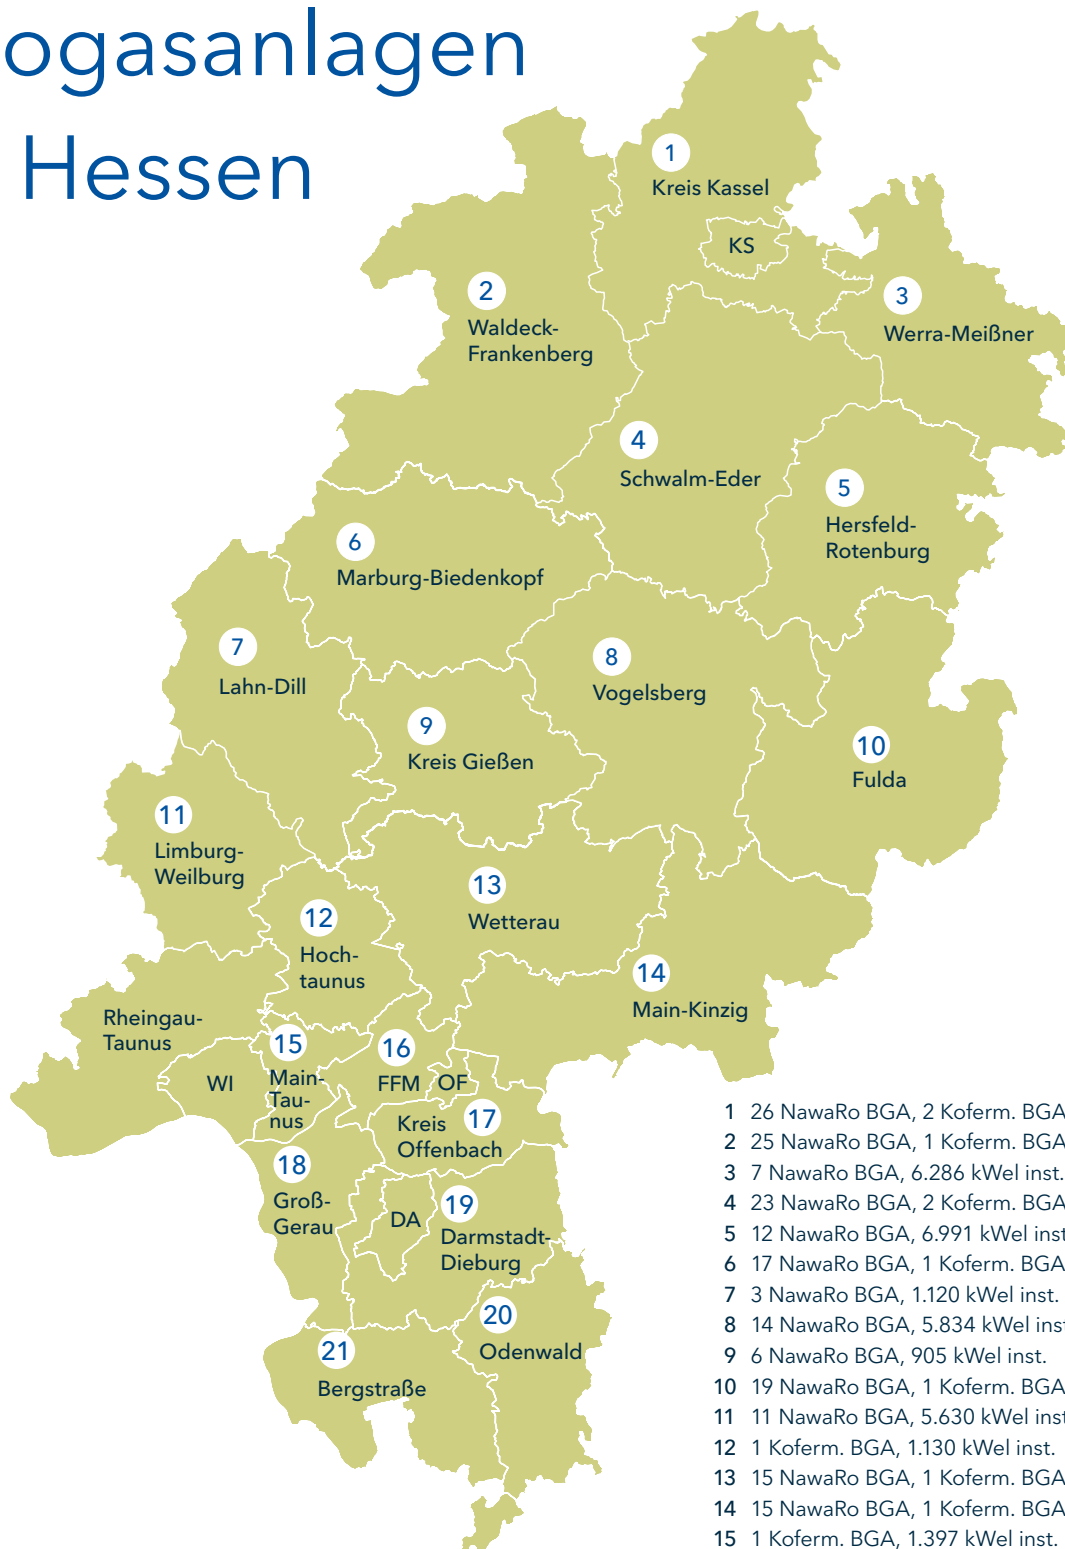 ogasanlagen
Hessen
1
Kreis Kassel
KS
2
Waldeck-
Frankenberg
3
Werra-Meißner
4
Schwalm-Eder
5
Hersfeld-
Rotenburg
6
Marburg-Biedenkopf
7
Lahn-Dill
8
Vogelsberg
9
Kreis Gießen
10
Fulda
11
Limburg-
Weilburg
12
Hoch-
taunus
13
Wetterau
14
Main-Kinzig
Rheingau-
Taunus
WI
15
Main-
Tau-
nus
16
FFM
OF
17
Kreis
Offenbach
18
Groß-
Gerau
DA
19
Darmstadt-
Dieburg
20
Odenwald
21
Bergstraße
1 26 NawaRo BGA, 2 Koferm. BGA
2 25 NawaRo BGA, 1 Koferm. BGA
3 7 NawaRo BGA, 6.286 kWel inst.
4 23 NawaRo BGA, 2 Koferm. BGA
5 12 NawaRo BGA, 6.991 kWel inst
6 17 NawaRo BGA, 1 Koferm. BGA
7 3 NawaRo BGA, 1.120 kWel inst.
8 14 NawaRo BGA, 5.834 kWel inst
9 6 NawaRo BGA, 905 kWel inst.
10 19 NawaRo BGA, 1 Koferm. BGA
11 11 NawaRo BGA, 5.630 kWel inst
12 1 Koferm. BGA, 1.130 kWel inst.
13 15 NawaRo BGA, 1 Koferm. BGA
14 15 NawaRo BGA, 1 Koferm. BGA
15 1 Koferm. BGA, 1.397 kWel inst.